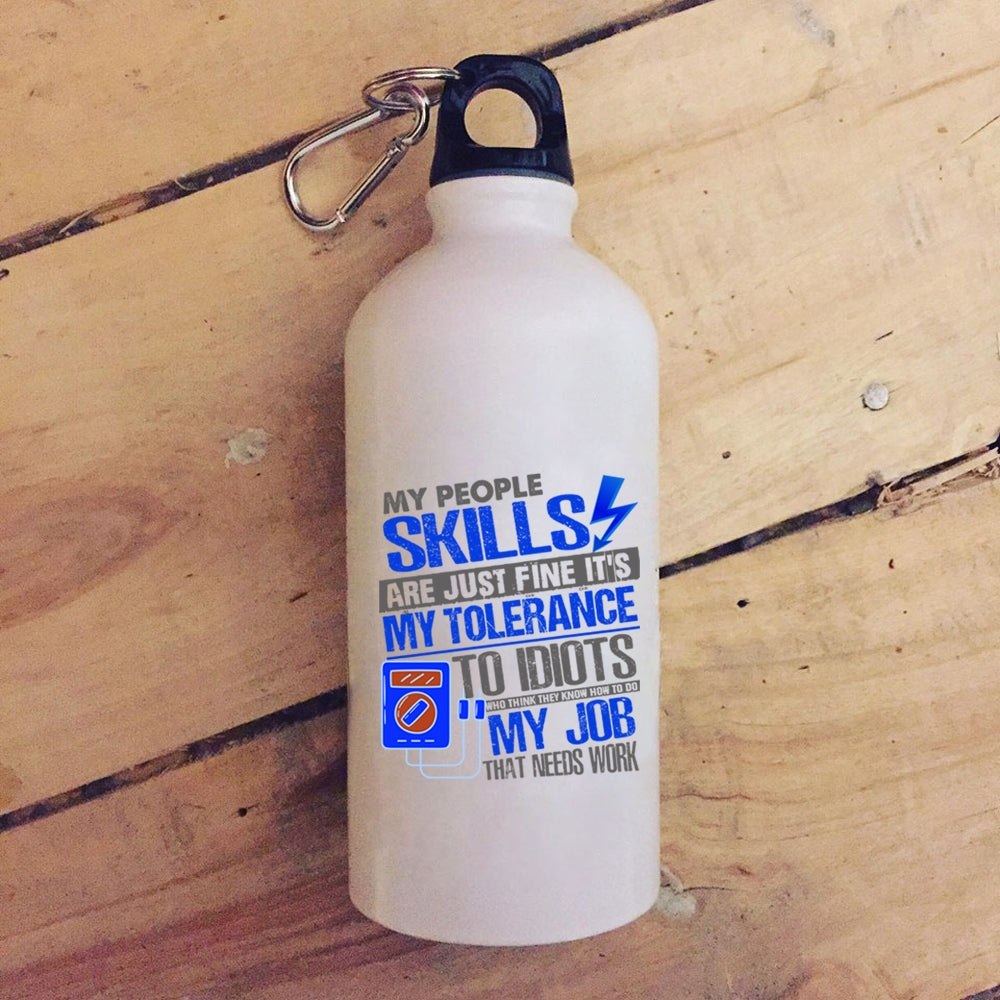 MY PEOPLE
SKILLS
ARE JUST FINE IT'S
MY TOLERANCE
TO IDIOTS
WHO THINK THEY KNOW HOW TO DO
MY JOB
THAT NEEDS WORK